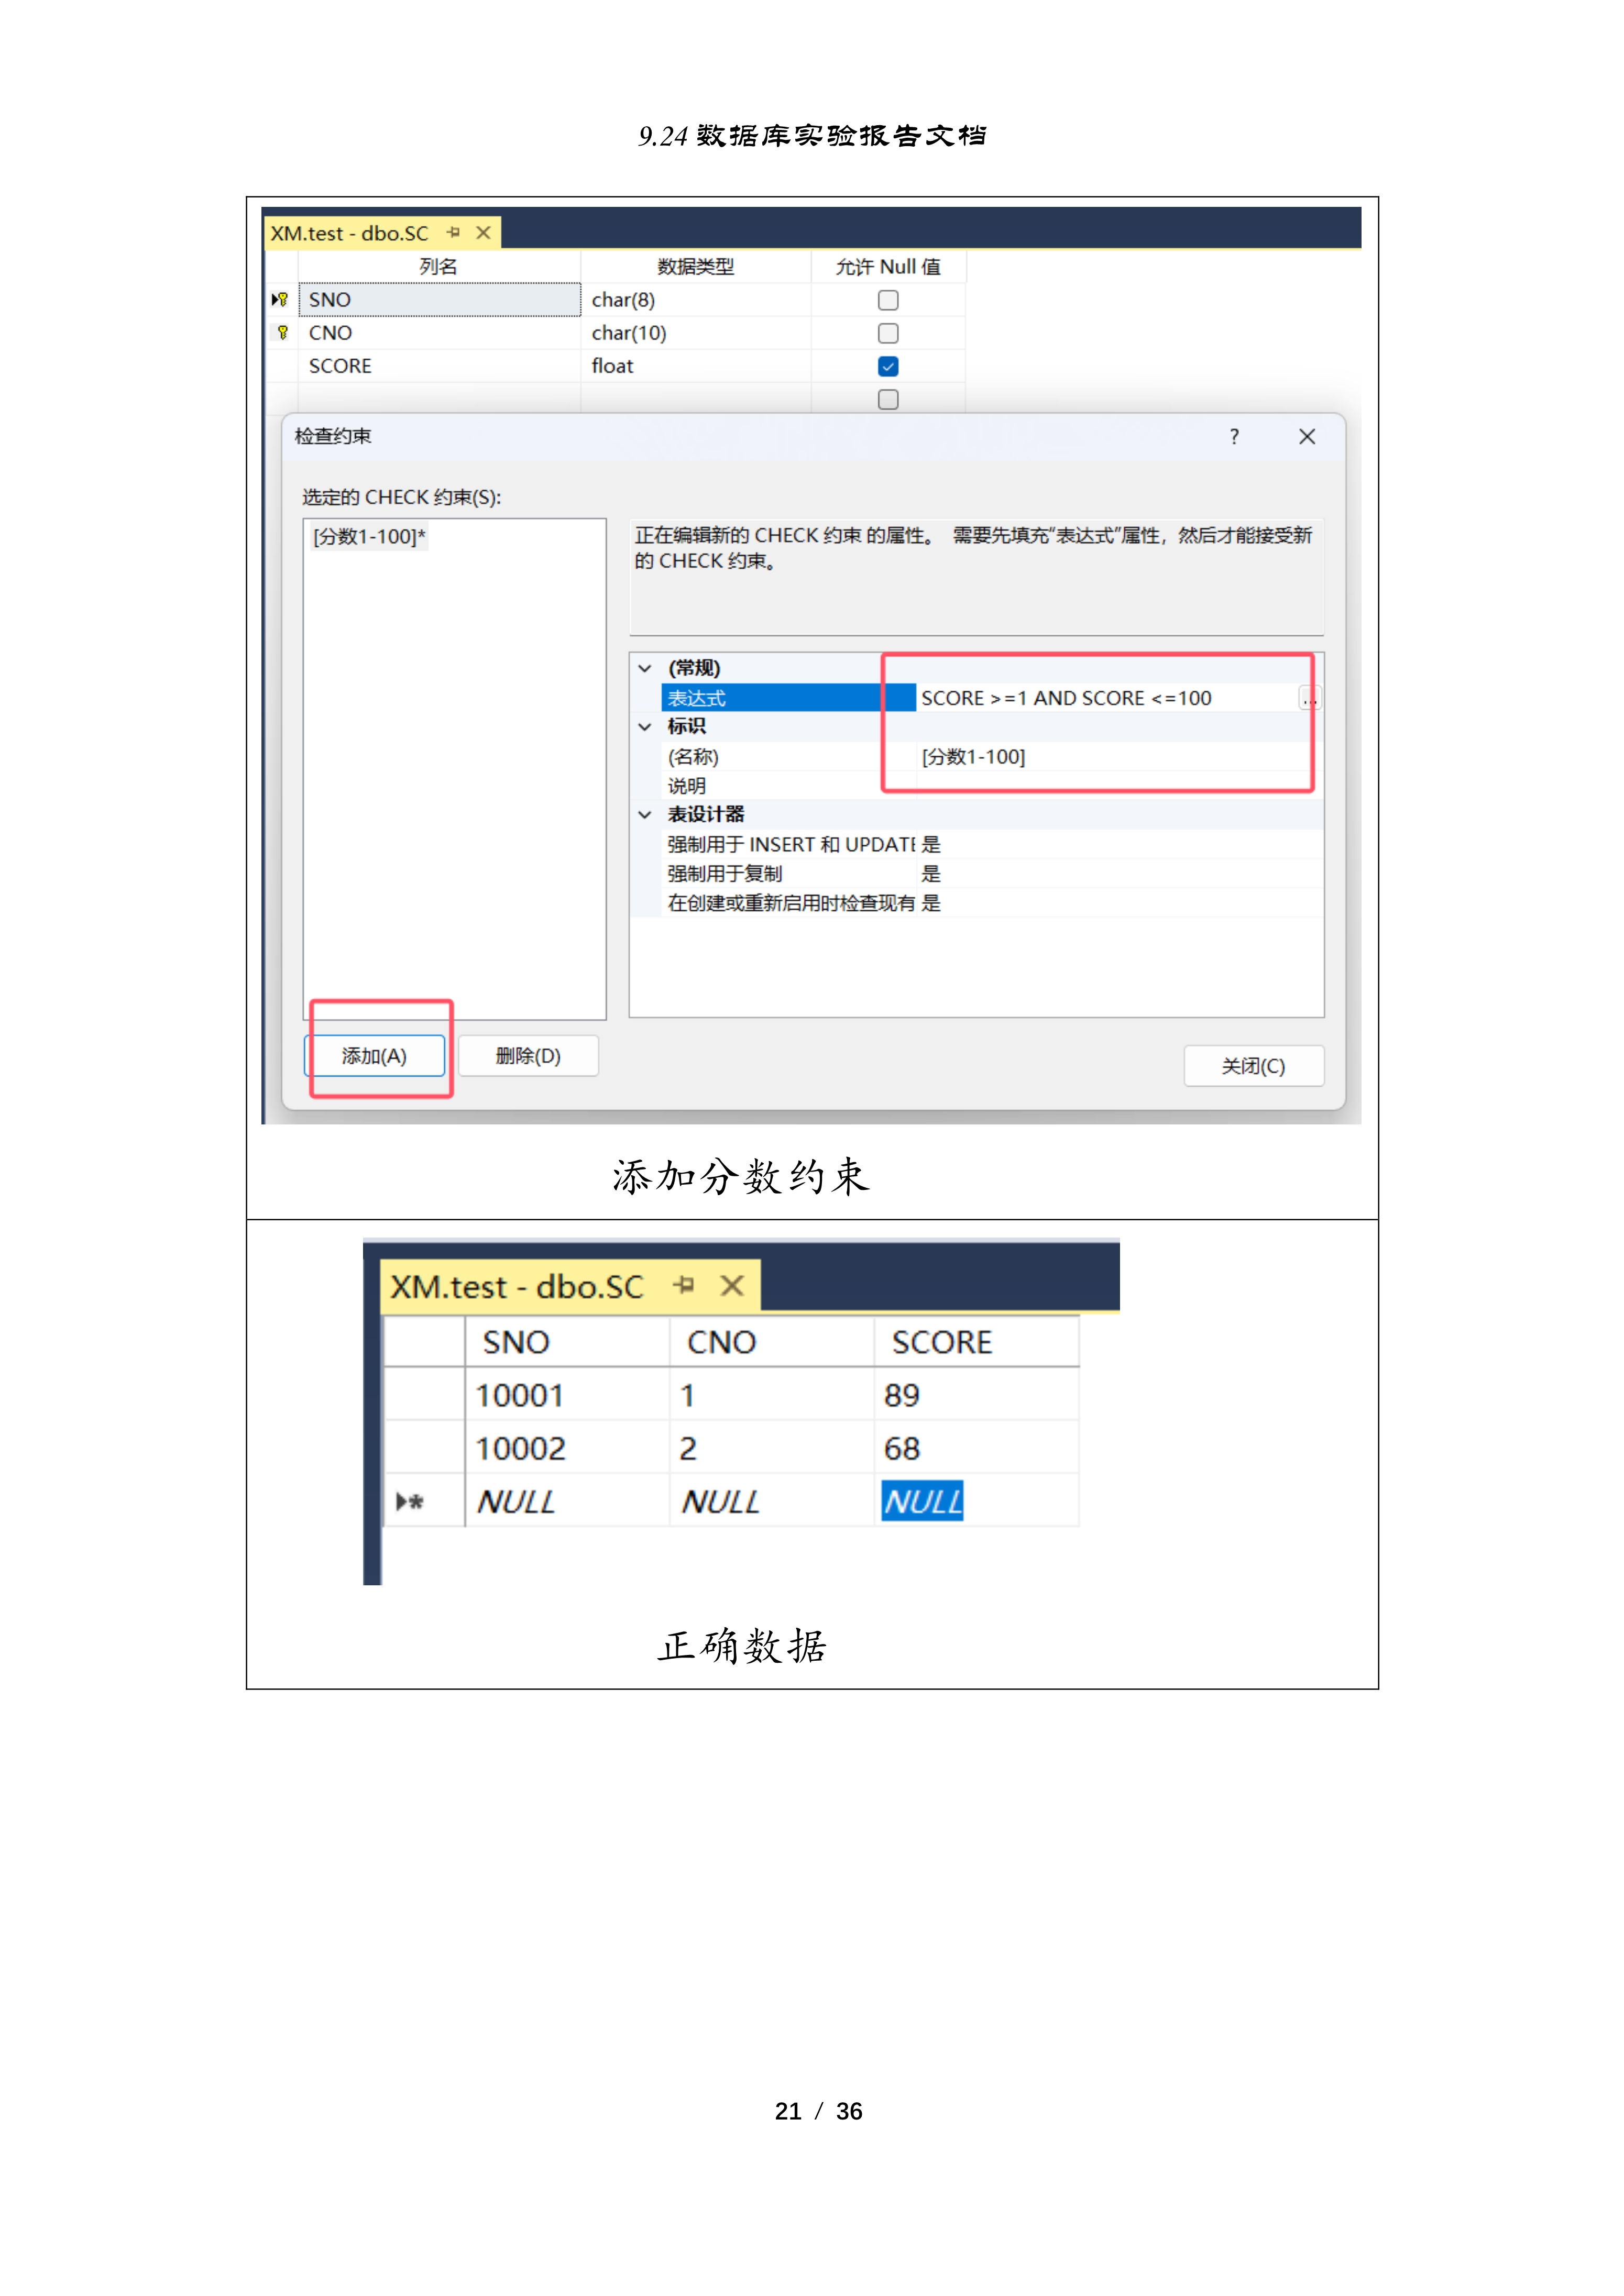 9.24 数据库实验报告文档
XM.test - dbo.SC
列名 数据类型 允许 Null 值
SNO char(8)
CNO char(10)
SCORE float
检查约束 ?
选定的 CHECK 约束(S):
[分数1-100]*
正在编辑新的 CHECK 约束 的属性。 需要先填充“表达式”属性，然后才能接受新
的 CHECK 约束。
(常规)
表达式 SCORE >=1 AND SCORE <=100 ...
标识
(名称) [分数1-100]
说明
表设计器
强制用于 INSERT 和 UPDATE 是
强制用于复制 是
在创建或重新启用时检查现有 是
添加(A) 删除(D) 关闭(C)
添加分数约束
XM.test - dbo.SC
SNO CNO SCORE
10001 1 89
10002 2 68
NULL NULL NULL
正确数据
21 / 36